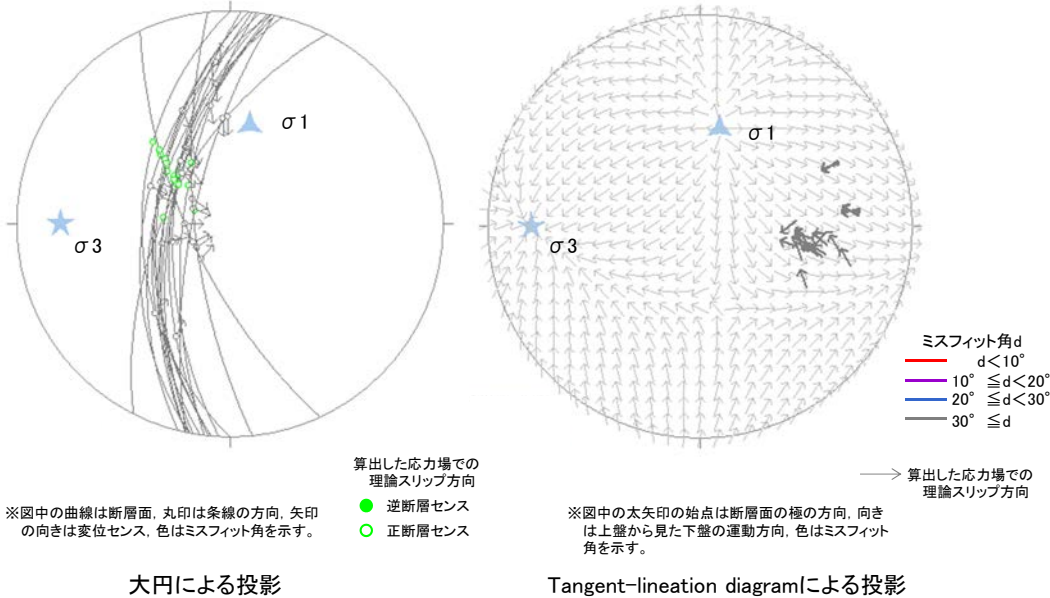 σ1
σ3
σ1
σ3
ミスフィット角d
d<10°
10° ≦d<20°
20° ≦d<30°
30° ≦d
算出した応力場での
理論スリップ方向
逆断層センス
正断層センス
算出した応力場での
理論スリップ方向
※図中の曲線は断層面，丸印は条線の方向，矢印
の向きは変位センス，色はミスフィット角を示す。
※図中の太矢印の始点は断層面の極の方向，向き
は上盤から見た下盤の運動方向，色はミスフィット
角を示す。
大円による投影
Tangent-lineation diagramによる投影